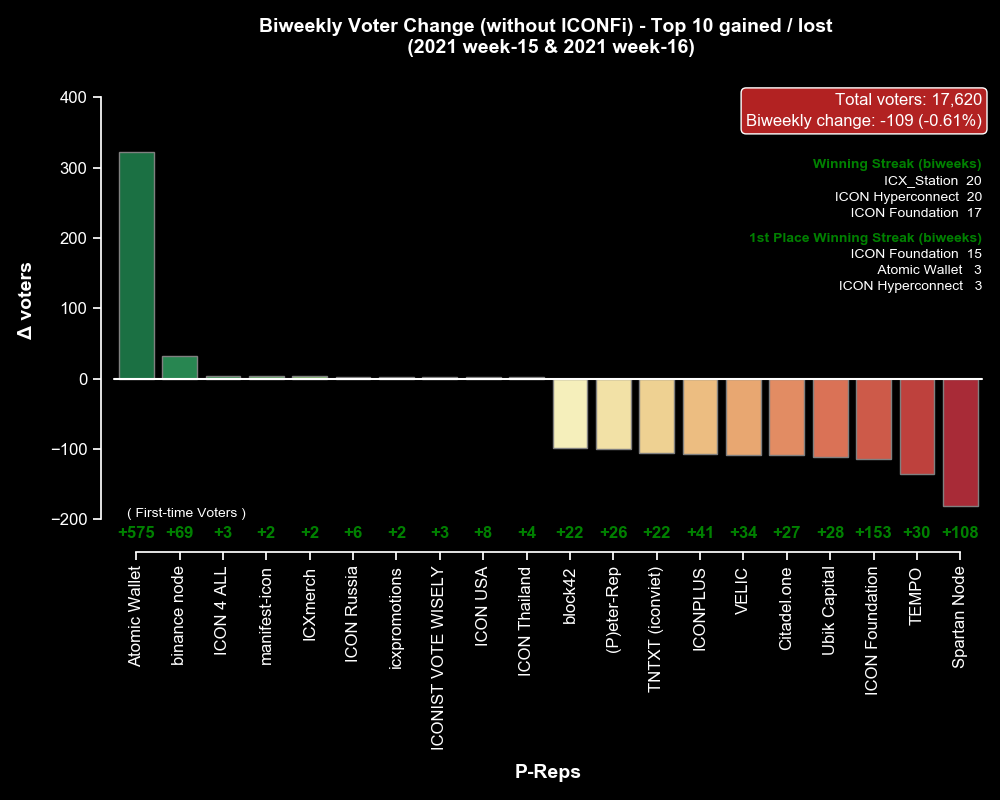 Biweekly Voter Change (without ICONFi) - Top 10 gained / lost
(2021 week-15 & 2021 week-16)
Total voters: 17,620
Biweekly change: -109 (-0.61%)
Winning Streak (biweeks)
ICX_Station 20
ICON Hyperconnect 20
ICON Foundation 17
1st Place Winning Streak (biweeks)
ICON Foundation 15
Atomic Wallet 3
ICON Hyperconnect 3
Δ voters
400
300
200
100
0
−100
−200
( First-time Voters )
+575 +69 +3 +2 +2 +6 +2 +3 +8 +4 +22 +26 +22 +41 +34 +27 +28 +153 +30 +108
Atomic Wallet
binance node
ICON 4 ALL
manifest-icon
ICXmerch
ICON Russia
icxpromotions
ICONIST VOTE WISELY
ICON USA
ICON Thailand
block42
(P)eter-Rep
TNTXT (iconviet)
ICONPLUS
VELIC
Citadel.one
Ubik Capital
ICON Foundation
TEMPO
Spartan Node
P-Reps